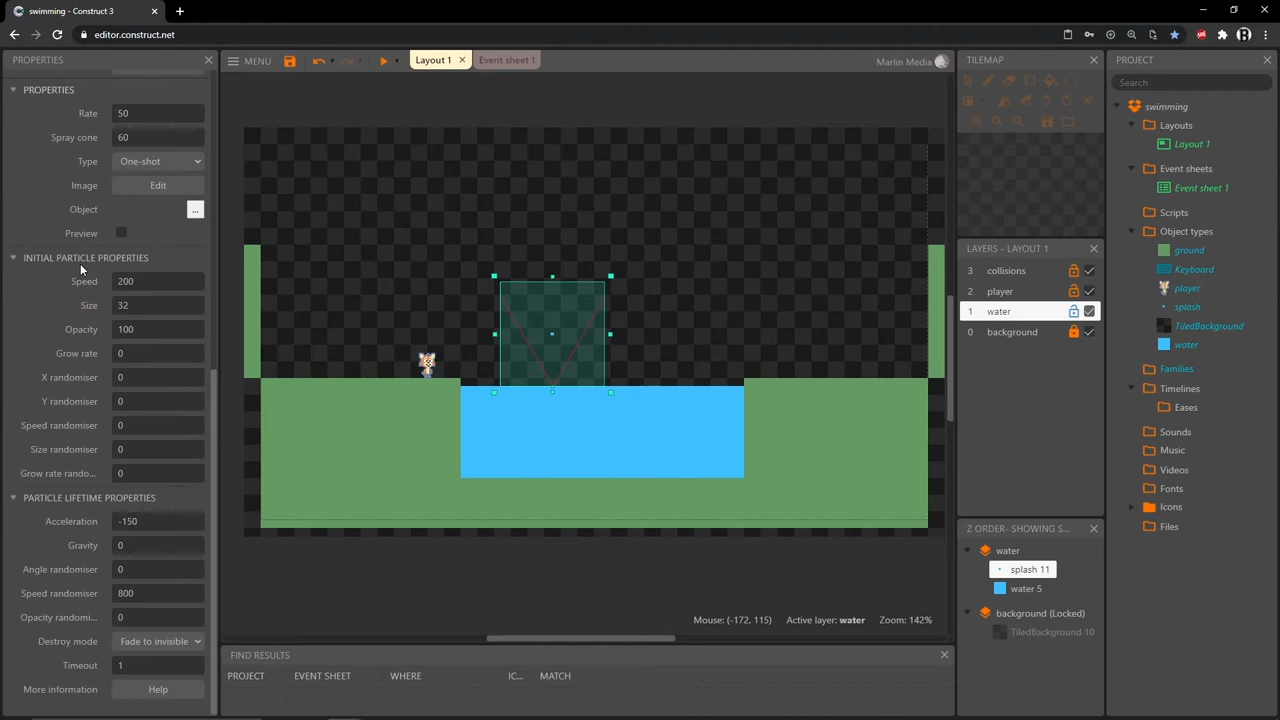 swimming - Construct 3
editor.construct.net
PROPERTIES
PROPERTIES
Rate 50
Spray cone 60
Type One-shot
Image Edit
Object ...
Preview
INITIAL PARTICLE PROPERTIES
Speed 200
Size 32
Opacity 100
Grow rate 0
X randomiser 0
Y randomiser 0
Speed randomiser 0
Size randomiser 0
Grow rate rando... 0
PARTICLE LIFETIME PROPERTIES
Acceleration -150
Gravity 0
Angle randomiser 0
Speed randomiser 800
Opacity randomi... 0
Destroy mode Fade to invisible
Timeout 1
More information Help
MENU
Layout 1
Event sheet 1
Marlin Media
Mouse: (-172, 115) Active layer: water Zoom: 142%
FIND RESULTS
PROJECT EVENT SHEET WHERE IC... MATCH
TILEMAP
LAYERS - LAYOUT 1
3 collisions
2 player
1 water
0 background
Z ORDER- SHOWING S...
water
splash 11
water 5
background (Locked)
TiledBackground 10
PROJECT
Search
swimming
Layouts
Layout 1
Event sheets
Event sheet 1
Scripts
Object types
ground
Keyboard
player
splash
TiledBackground
water
Families
Timelines
Eases
Sounds
Music
Videos
Fonts
Icons
Files